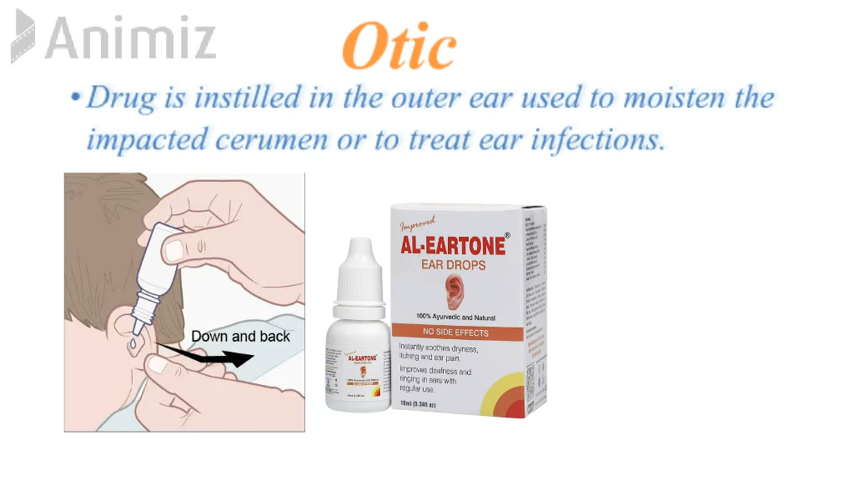 Animiz
Otic
• Drug is instilled in the outer ear used to moisten the
impacted cerumen or to treat ear infections.
Down and back
Improved
AL-EARTONE®
EAR DROPS
100% Ayurvedic and Natural
NO SIDE EFFECTS
Instantly soothes dryness,
itching and ear pain.
Improves deafness and
ringing in ears with
regular use.
10ml (0.34fl oz)
Improved
AL-EARTONE